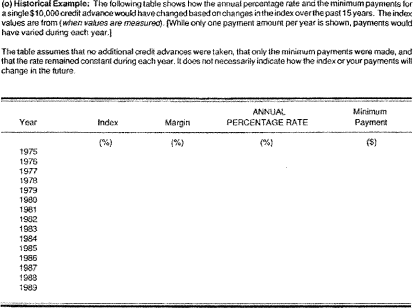 (o) Historical Example: The following table shows how the annual percentage rate and the minimum payments for
a single $10,000 credit advance would have changed based on changes in the index over the past 15 years. The index
values are from (when values are measured). [While only one payment amount per year is shown, payments would
have varied during each year.]
The table assumes that no additional credit advances were taken, that only the minimum payments were made, and
that the rate remained constant during each year. It does not necessarily indicate how the index or your payments will
change in the future.
ANNUAL Minimum
Year Index Margin PERCENTAGE RATE Payment
(%) (%) (%) ($)
1975
1976
1977
1978
1979
1980
1981
1982
1983
1984
1985
1986
1987
1988
1989